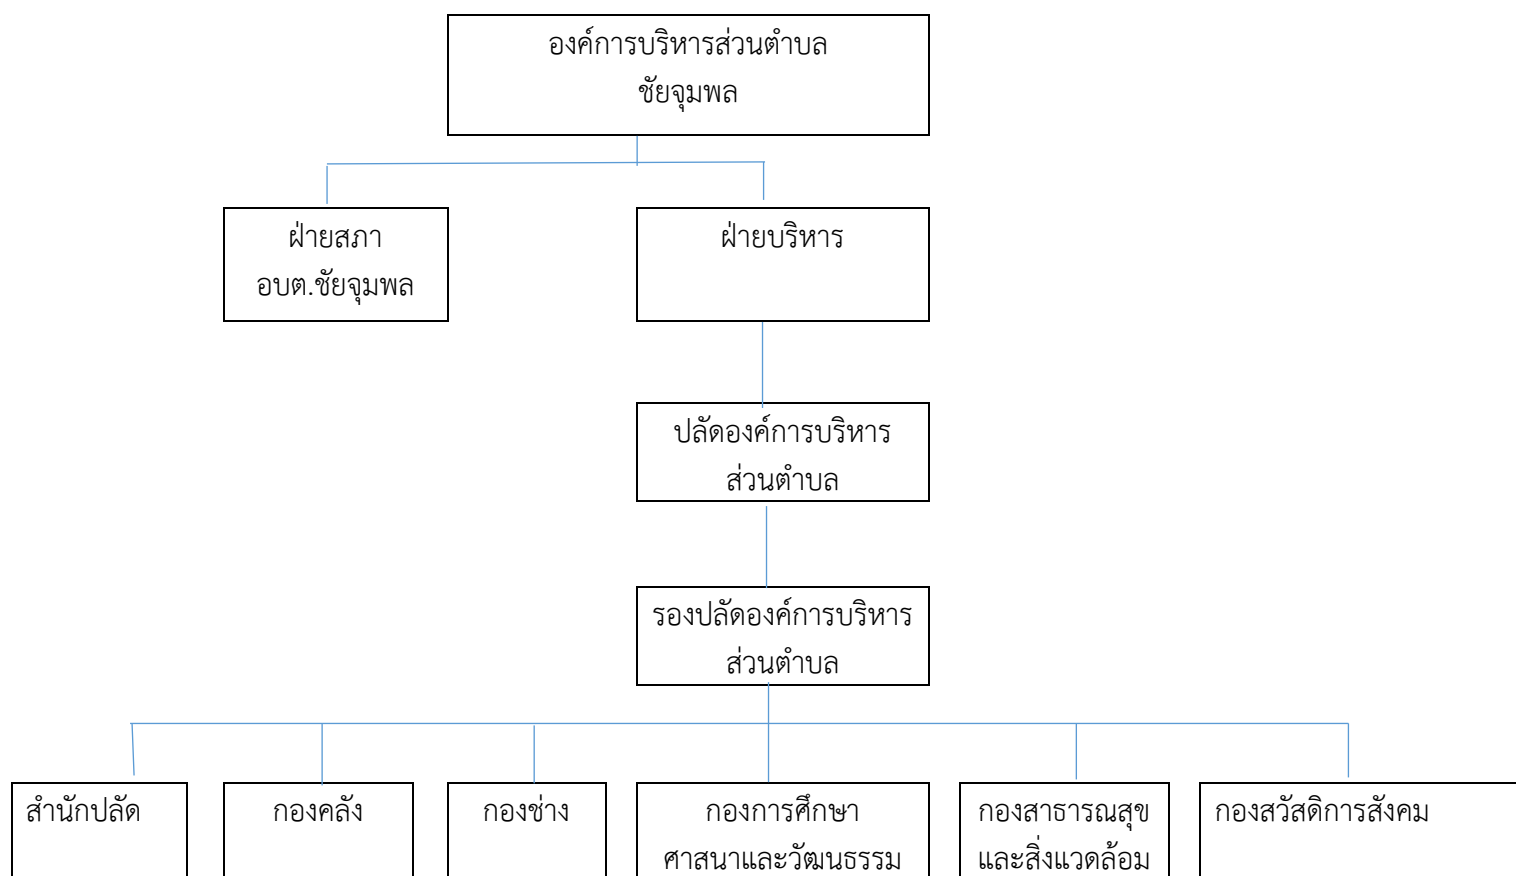 องค์การบริหารส่วนตำบล
ชัยจุมพล
ฝ่ายสภา
อบต.ชัยจุมพล
ฝ่ายบริหาร
ปลัดองค์การบริหาร
ส่วนตำบล
รองปลัดองค์การบริหาร
ส่วนตำบล
สำนักปลัด
กองคลัง
กองช่าง
กองการศึกษา
ศาสนาและวัฒนธรรม
กองสาธารณสุข
และสิ่งแวดล้อม
กองสวัสดิการสังคม